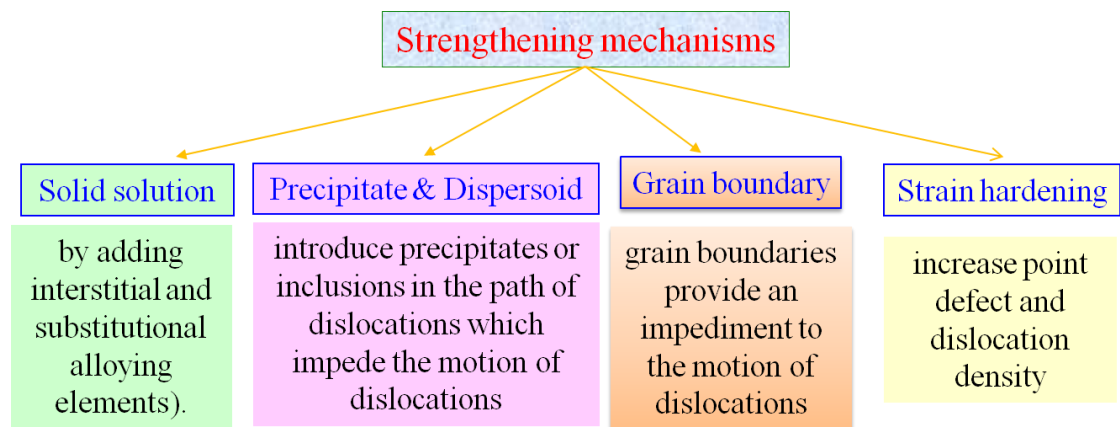 Strengthening mechanisms
Solid solution
by adding
interstitial and
substitutional
alloying
elements).
Precipitate & Dispersoid
introduce precipitates or
inclusions in the path of
dislocations which
impede the motion of
dislocations
Grain boundary
grain boundaries
provide an
impediment to
the motion of
dislocations
Strain hardening
increase point
defect and
dislocation
density